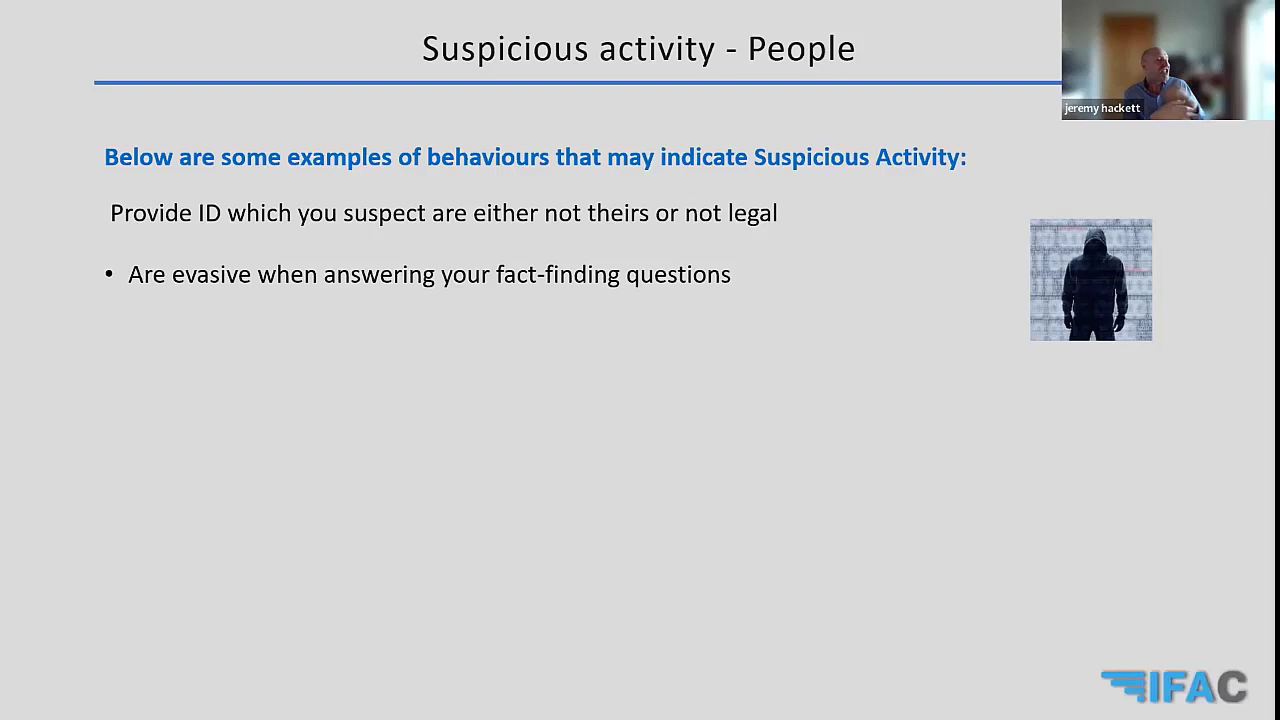 Suspicious activity - People
jeremy hackett
Below are some examples of behaviours that may indicate Suspicious Activity:
Provide ID which you suspect are either not theirs or not legal
• Are evasive when answering your fact-finding questions
IFAC